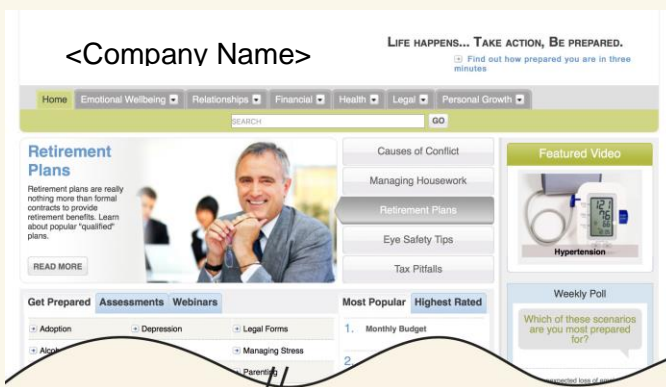 <Company Name>
LIFE HAPPENS... TAKE ACTION, BE PREPARED.
Find out how prepared you are in three
minutes
Home Emotional Wellbeing Relationships Financial Health Legal Personal Growth
SEARCH GO
Retirement
Plans
Retirement plans are really
nothing more than formal
contracts to provide
retirement benefits. Learn
about popular "qualified"
plans.
READ MORE
Causes of Conflict
Managing Housework
Retirement Plans
Eye Safety Tips
Tax Pitfalls
Featured Video
Hypertension
Get Prepared Assessments Webinars
Adoption Depression Legal Forms
Managing Stress
Parenting
Most Popular Highest Rated
1. Monthly Budget
2.
Weekly Poll
Which of these scenarios
are you most prepared
for?
loss of